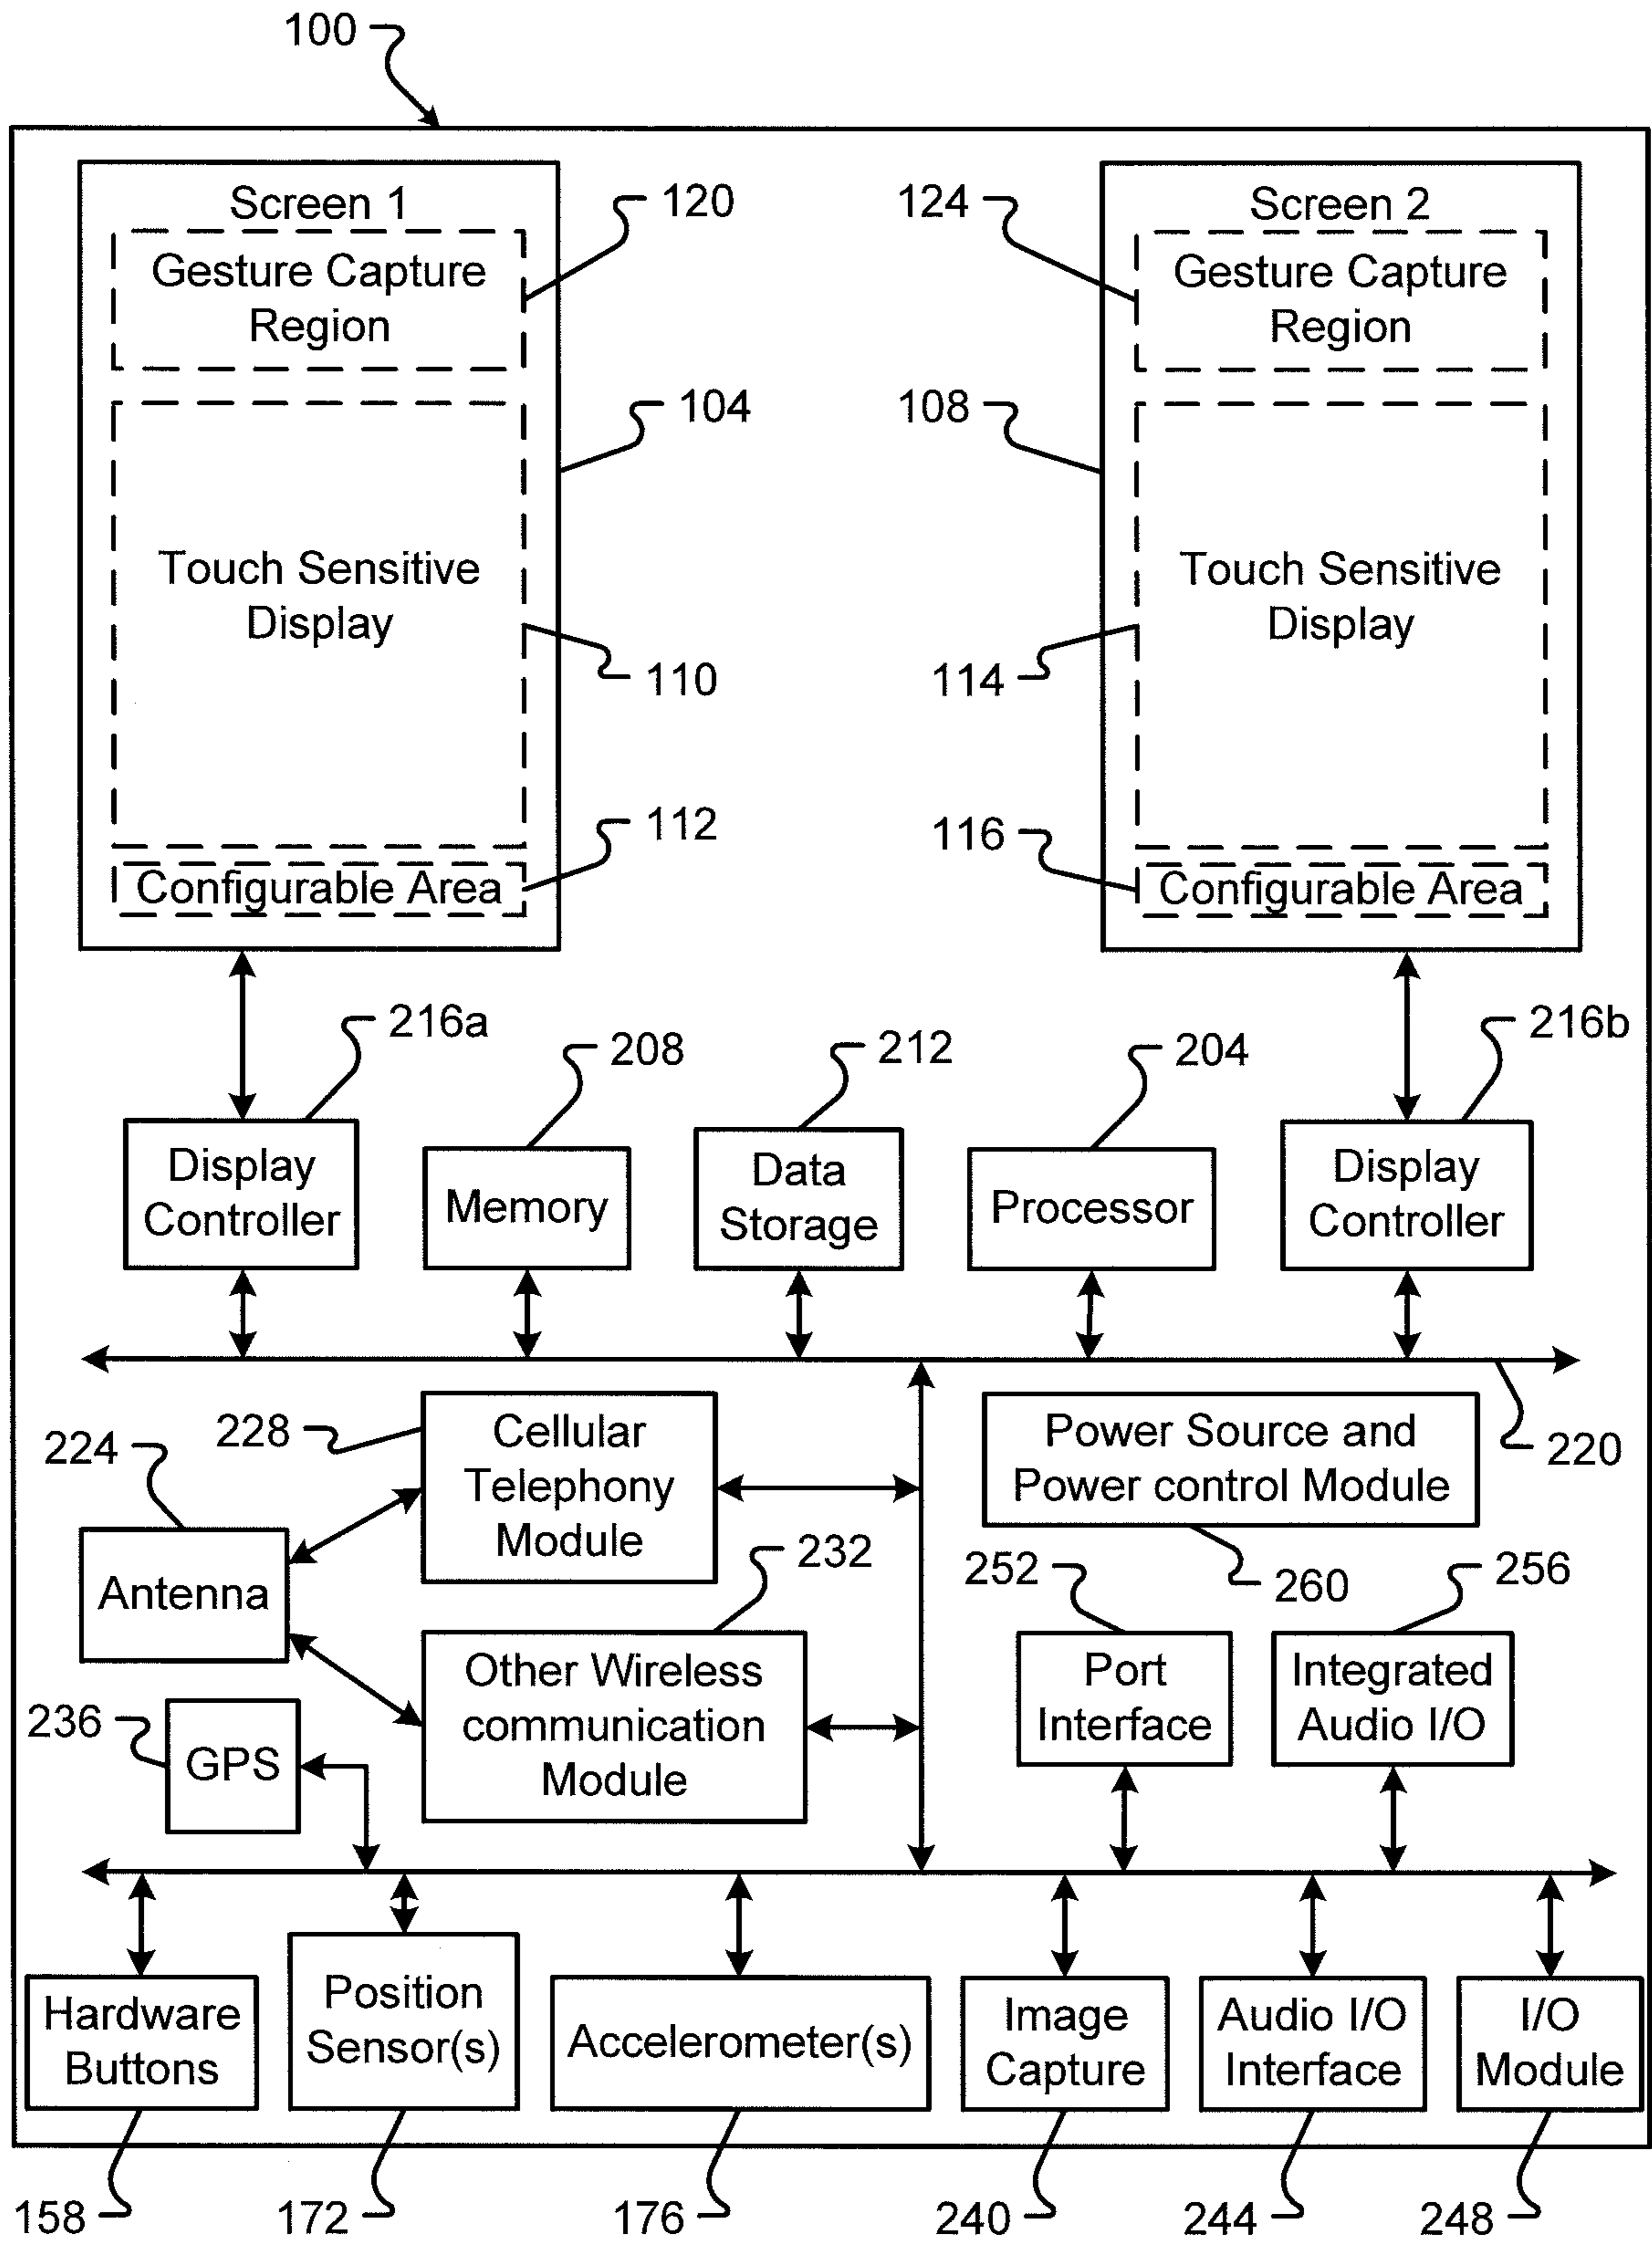 100
Screen 1
Gesture Capture
Region
120
Touch Sensitive
Display
104
110
Configurable Area
112
Screen 2
Gesture Capture
Region
124
108
Touch Sensitive
Display
114
116
Configurable Area
216a
208
212
204
216b
Display
Controller
Memory
Data
Storage
Processor
Display
Controller
220
228
Cellular
Telephony
Module
224
Antenna
232
Other Wireless
communication
Module
236
GPS
Power Source and
Power control Module
260
252
Port
Interface
256
Integrated
Audio I/O
Hardware
Buttons
Position
Sensor(s)
Accelerometer(s)
Image
Capture
Audio I/O
Interface
I/O
Module
158
172
176
240
244
248